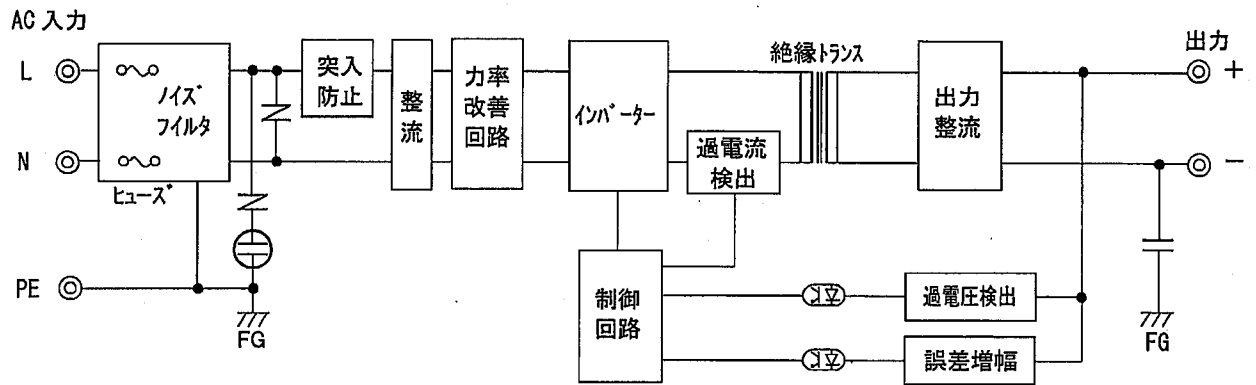 AC 入力
L
N
PE
ノイズ
フイルタ
ヒューズ
FG
突入
防止
整
流
力率
改善
回路
インバーター
過電流
検出
絶縁トランス
出力
整流
出力
+
−
制御
回路
過電圧検出
誤差増幅
FG